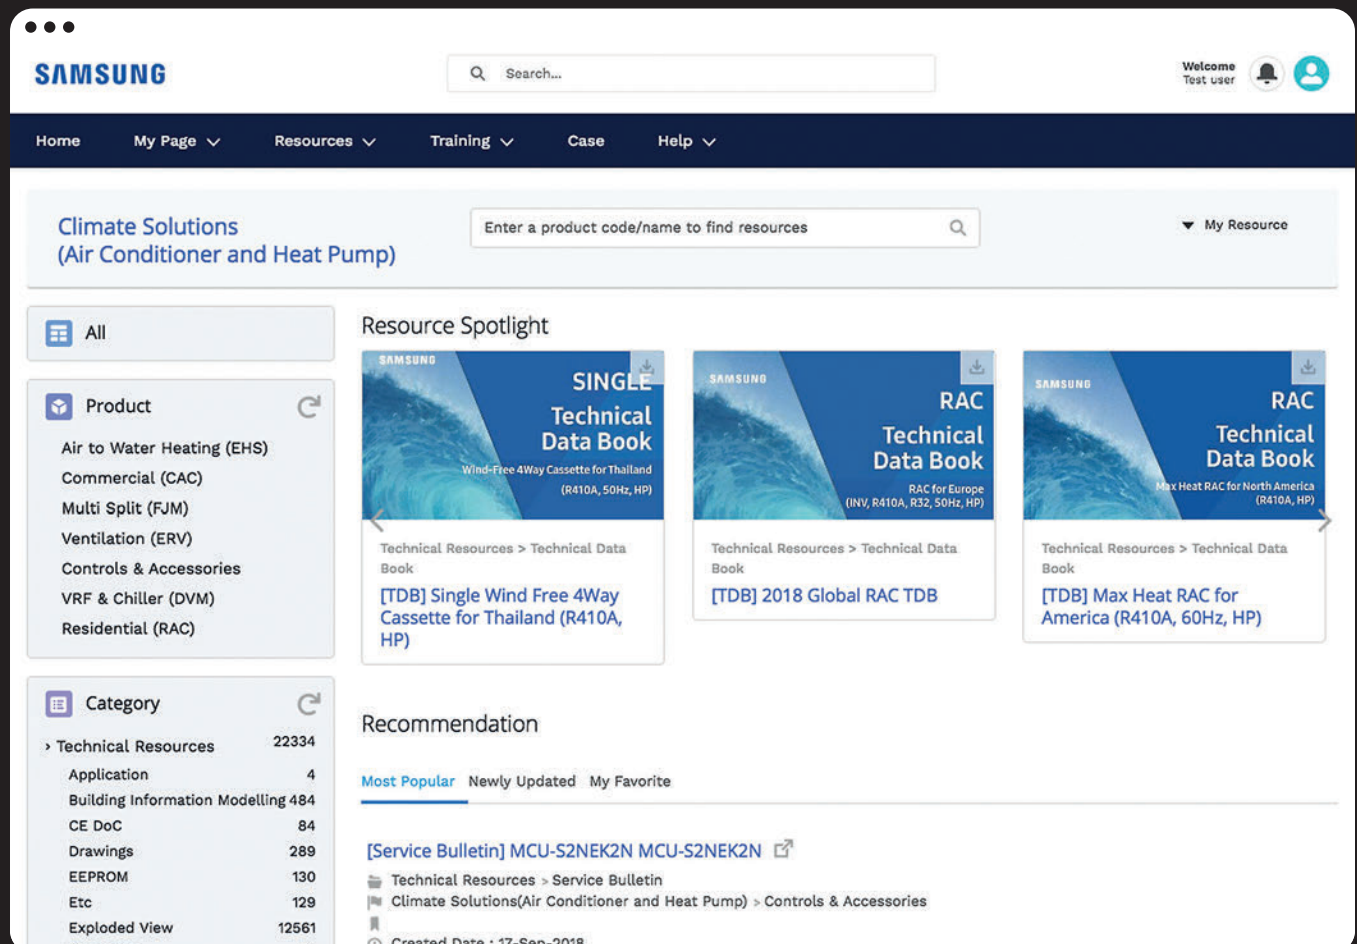 SAMSUNG
Search...
Welcome
Test user
Home My Page Resources Training Case Help
Climate Solutions
(Air Conditioner and Heat Pump)
Enter a product code/name to find resources
My Resource
All
Product
Air to Water Heating (EHS)
Commercial (CAC)
Multi Split (FJM)
Ventilation (ERV)
Controls & Accessories
VRF & Chiller (DVM)
Residential (RAC)
Category
› Technical Resources 22334
Application 4
Building Information Modelling 484
CE DoC 84
Drawings 289
EEPROM 130
Etc 129
Exploded View 12561
Resource Spotlight
SAMSUNG
SINGLE
Technical
Data Book
Wind-Free 4Way Cassette for Thailand
(R410A, 50Hz, HP)
Technical Resources > Technical Data
Book
[TDB] Single Wind Free 4Way
Cassette for Thailand (R410A,
HP)
SAMSUNG
RAC
Technical
Data Book
RAC for Europe
(INV, R410A, R32, 50Hz, HP)
Technical Resources > Technical Data
Book
[TDB] 2018 Global RAC TDB
SAMSUNG
RAC
Technical
Data Book
Max Heat RAC for North America
(R410A, HP)
Technical Resources > Technical Data
Book
[TDB] Max Heat RAC for
America (R410A, 60Hz, HP)
Recommendation
Most Popular Newly Updated My Favorite
[Service Bulletin] MCU-S2NEK2N MCU-S2NEK2N
Technical Resources > Service Bulletin
Climate Solutions(Air Conditioner and Heat Pump) > Controls & Accessories
Created Date : 17-Sep-2018